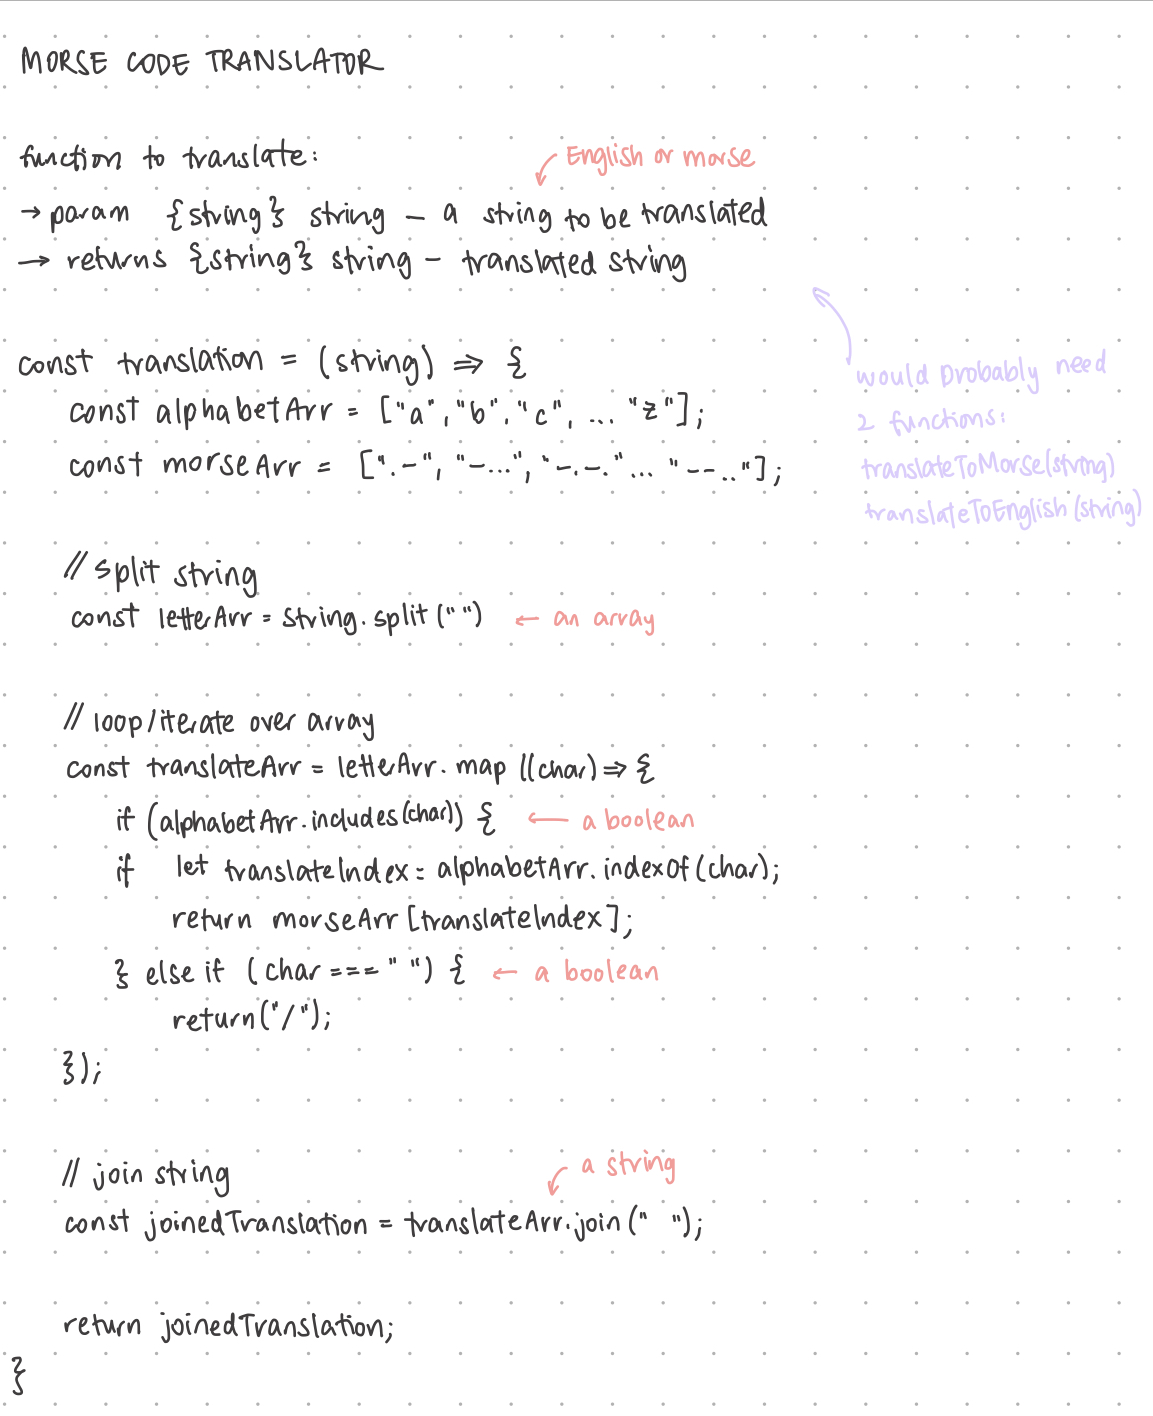 MORSE CODE TRANSLATOR
function to translate:
English or morse
→ param {string} string – a string to be translated
→ returns {string} string – translated string
would probably need
2 functions:
translateToMorse(string)
translateToEnglish(string)
const translation = (string) => {
const alphabetArr = ["a", "b", "c", ... "z"];
const morseArr = [".-", "-...", "-.-." ... "--.."];
// split string
const letterArr = string.split("") ← an array
// loop/iterate over array
const translateArr = letterArr.map((char) => {
if (alphabetArr.includes(char)) { ← a boolean
if let translateIndex = alphabetArr.indexOf(char);
return morseArr[translateIndex];
} else if (char === " ") { ← a boolean
return("/");
});
// join string
a string
const joinedTranslation = translateArr.join(" ");
return joinedTranslation;
}